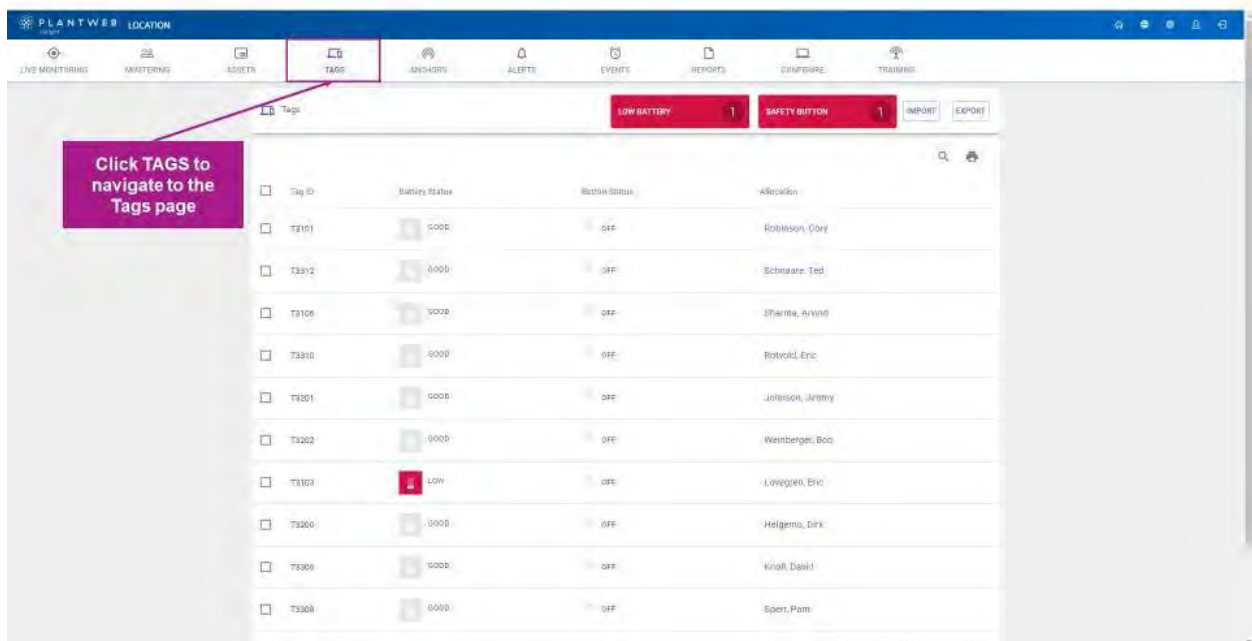 PLANTWEB LOCATION
INSIGHT
LIVE MONITORING MUSTERING ASSETS TAGS ANCHORS ALERTS EVENTS REPORTS CONFIGURE TRAINING
Tags LOW BATTERY 1 SAFETY BUTTON 1 IMPORT EXPORT
Click TAGS to
navigate to the
Tags page
Tag ID Battery Status Button Status Allocation
T3101 GOOD OFF Robinson, Cory
T3312 GOOD OFF Schnaare, Ted
T3106 GOOD OFF Sharma, Arvind
T3310 GOOD OFF Rotvold, Eric
T3201 GOOD OFF Johnson, Jimmy
T3202 GOOD OFF Weinberger, Bob
T3103 LOW OFF Lovegren, Eric
T3200 GOOD OFF Helgemo, Dirk
T3306 GOOD OFF Knoll, David
T3308 GOOD OFF Sperr, Pam